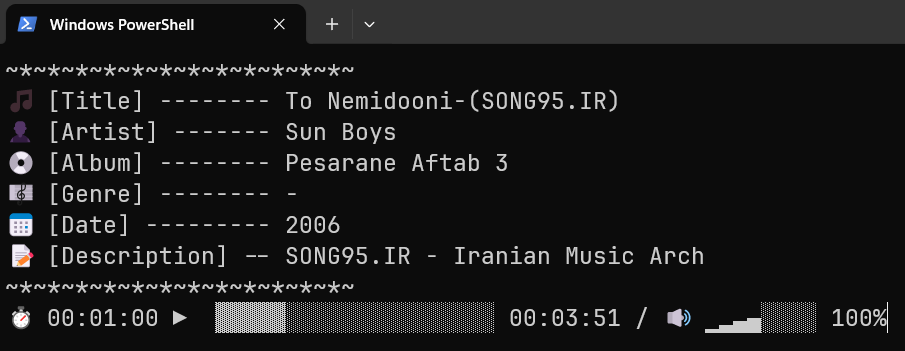 Windows PowerShell
~*~*~*~*~*~*~*~*~*~*~*~*~
[Title] -------- To Nemidooni-(SONG95.IR)
[Artist] ------- Sun Boys
[Album] -------- Pesarane Aftab 3
[Genre] -------- -
[Date] --------- 2006
[Description] -- SONG95.IR - Iranian Music Arch
~*~*~*~*~*~*~*~*~*~*~*~*~
00:01:00 00:03:51 / 100%